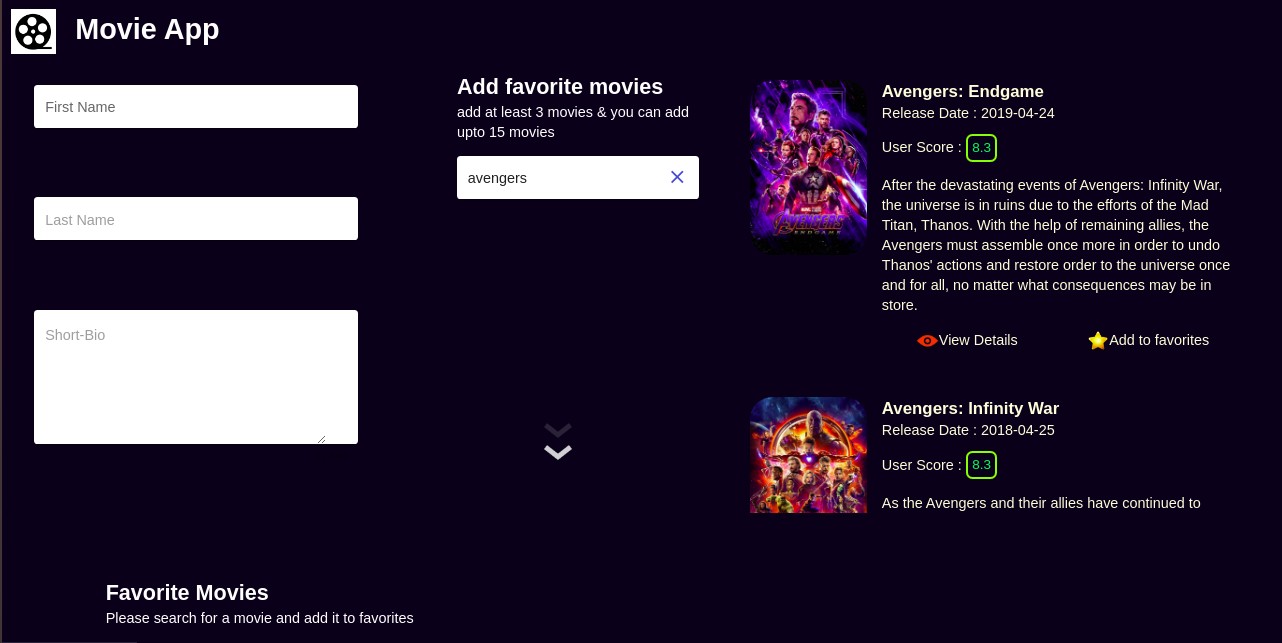 Movie App
First Name
Last Name
Short-Bio
Add favorite movies
add at least 3 movies & you can add
upto 15 movies
avengers
AVENGERS
ENDGAME
Avengers: Endgame
Release Date : 2019-04-24
User Score : 8.3
After the devastating events of Avengers: Infinity War,
the universe is in ruins due to the efforts of the Mad
Titan, Thanos. With the help of remaining allies, the
Avengers must assemble once more in order to undo
Thanos' actions and restore order to the universe once
and for all, no matter what consequences may be in
store.
View Details
Add to favorites
Avengers: Infinity War
Release Date : 2018-04-25
User Score : 8.3
As the Avengers and their allies have continued to
Favorite Movies
Please search for a movie and add it to favorites